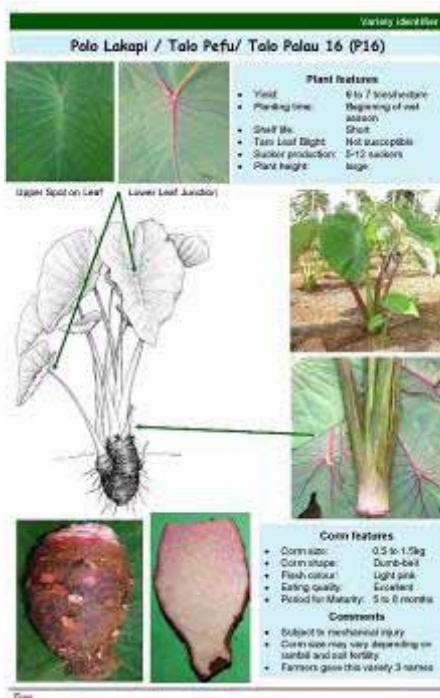 Variety identifier
Polo Lakapi / Talo Pefu/ Talo Palau 16 (P16)
Plant features
• Yield: 6 to 7 tones/hectare
• Planting time: Beginning of wet season
• Shelf life: Short
• Taro Leaf Blight: Not susceptible
• Sucker production: 5-12 suckers
• Plant height: large
Upper Spot on Leaf
Lower Leaf Junction
Corm features
• Corm size: 0.5 to 1.5kg
• Corm shape: Dumb-bell
• Flesh colour: Light pink
• Eating quality: Excellent
• Period for Maturity: 5 to 8 months
Comments
• Subject to mechanical injury
• Corm size may vary depending on
rainfall and soil fertility
• Farmers gave this variety 3 names